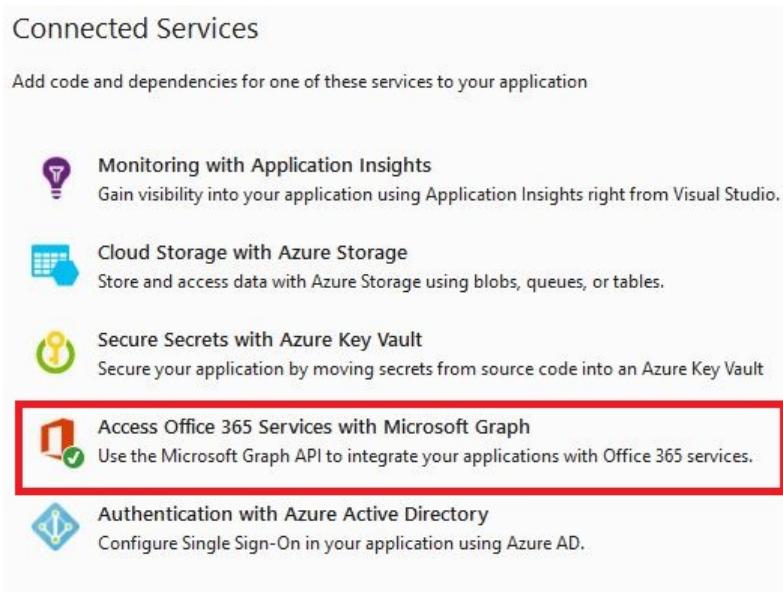 Connected Services
Add code and dependencies for one of these services to your application
Monitoring with Application Insights
Gain visibility into your application using Application Insights right from Visual Studio.
Cloud Storage with Azure Storage
Store and access data with Azure Storage using blobs, queues, or tables.
Secure Secrets with Azure Key Vault
Secure your application by moving secrets from source code into an Azure Key Vault
Access Office 365 Services with Microsoft Graph
Use the Microsoft Graph API to integrate your applications with Office 365 services.
Authentication with Azure Active Directory
Configure Single Sign-On in your application using Azure AD.